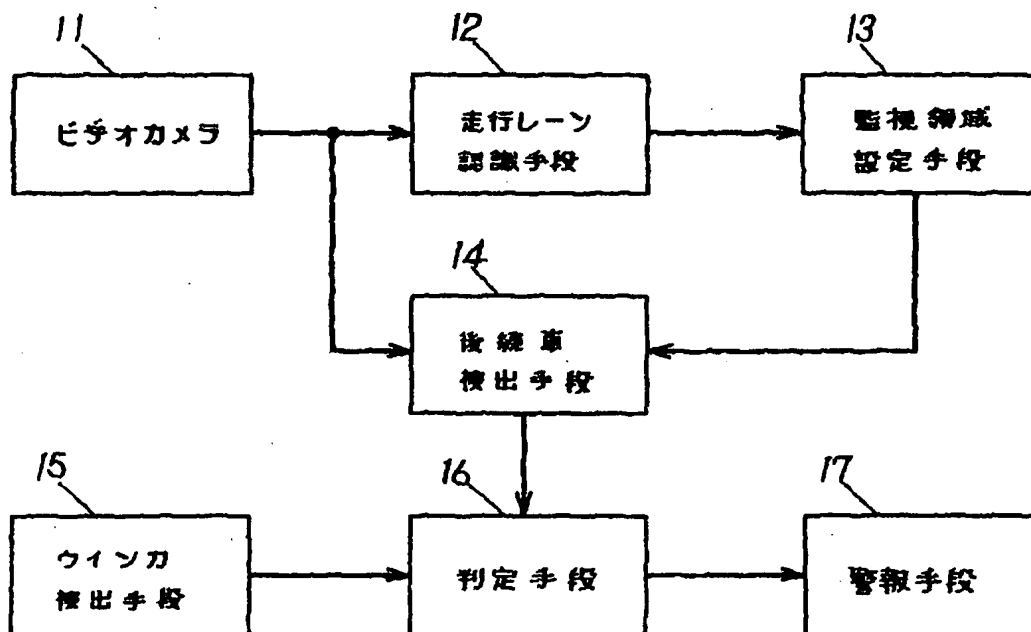 11
ビデオカメラ
12
走行レーン
認識手段
13
監視領域
設定手段
14
後続車
検出手段
15
ウインカ
検出手段
16
判定手段
17
警報手段